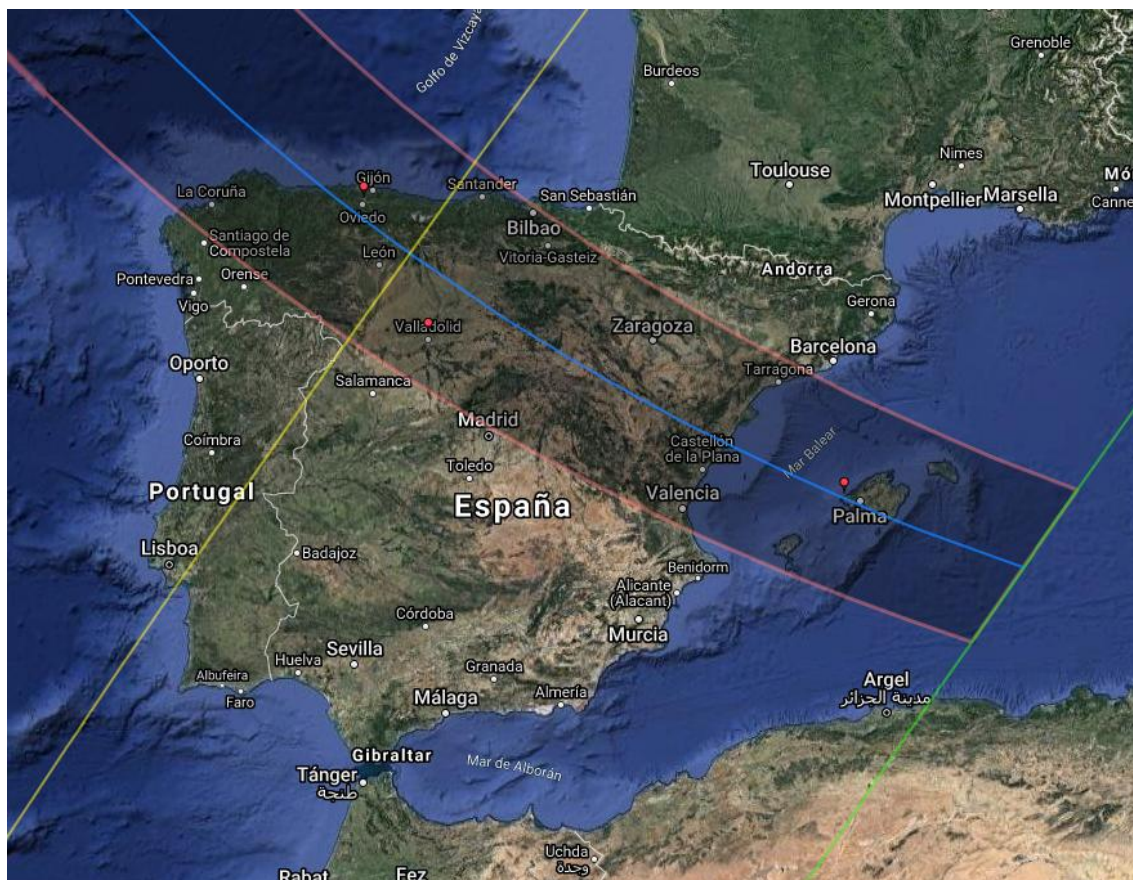 Golfo de Vizcaya
Grenoble
Burdeos
Nimes
Toulouse
Montpellier
Marsella
Mó
Canne
La Coruña
Gijón
Oviedo
Santander
San Sebastián
Bilbao
Vitoria-Gasteiz
Santiago de
Compostela
León
Andorra
Pontevedra
Orense
Vigo
Gerona
Valladolid
Zaragoza
Barcelona
Oporto
Salamanca
Tarragona
Madrid
Coímbra
Toledo
Castellón
de la Plana
Mar Balear
Portugal
España
Valencia
Palma
Lisboa
Badajoz
Benidorm
Alicante
(Alacant)
Córdoba
Murcia
Sevilla
Huelva
Granada
Albufeira
Faro
Málaga
Almería
Argel
مدينة الجزائر
Gibraltar
Mar de Alborán
Tánger
طنجة
Uchda
وجدة
Rabat
Fez